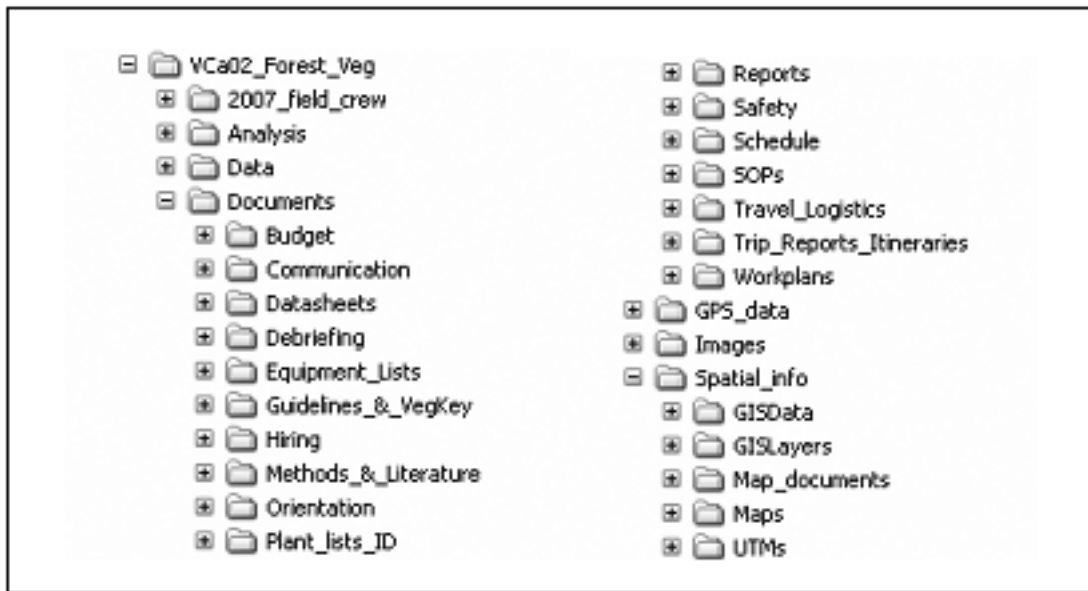 VCa02_Forest_Veg
2007_field_crew
Analysis
Data
Documents
Budget
Communication
Datasheets
Debriefing
Equipment_Lists
Guidelines_&_VegKey
Hiring
Methods_&_Literature
Orientation
Plant_lists_ID
Reports
Safety
Schedule
SOPs
Travel_Logistics
Trip_Reports_Itineraries
Workplans
GPS_data
Images
Spatial_info
GISData
GISLayers
Map_documents
Maps
UTMs